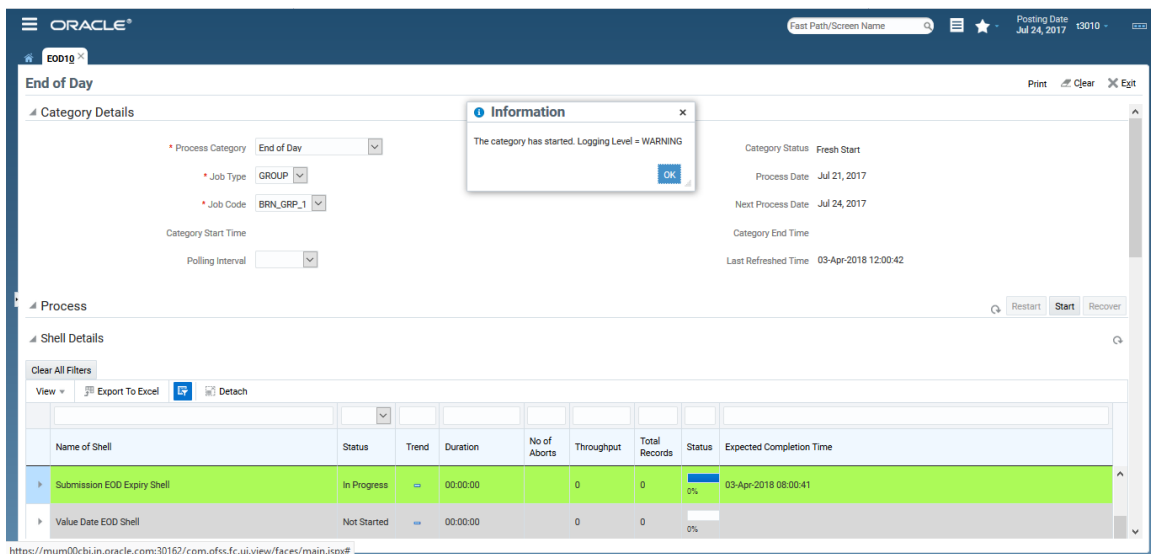 ORACLE®
Fast Path/Screen Name
Posting Date
Jul 24, 2017
t3010
EOD10
End of Day
Print Clear Exit
Category Details
Information
The category has started. Logging Level = WARNING
OK
* Process Category End of Day
* Job Type GROUP
* Job Code BRN_GRP_1
Category Start Time
Polling Interval
Category Status Fresh Start
Process Date Jul 21, 2017
Next Process Date Jul 24, 2017
Category End Time
Last Refreshed Time 03-Apr-2018 12:00:42
Process
Restart Start Recover
Shell Details
Clear All Filters
View Export To Excel Detach
Name of Shell Status Trend Duration No of Aborts Throughput Total Records Status Expected Completion Time
Submission EOD Expiry Shell In Progress 00:00:00 0 0 0% 03-Apr-2018 08:00:41
Value Date EOD Shell Not Started 00:00:00 0 0 0%
https://mum00cbi.in.oracle.com:30162/com.ofss.fc.ui.view/faces/main.jspx#